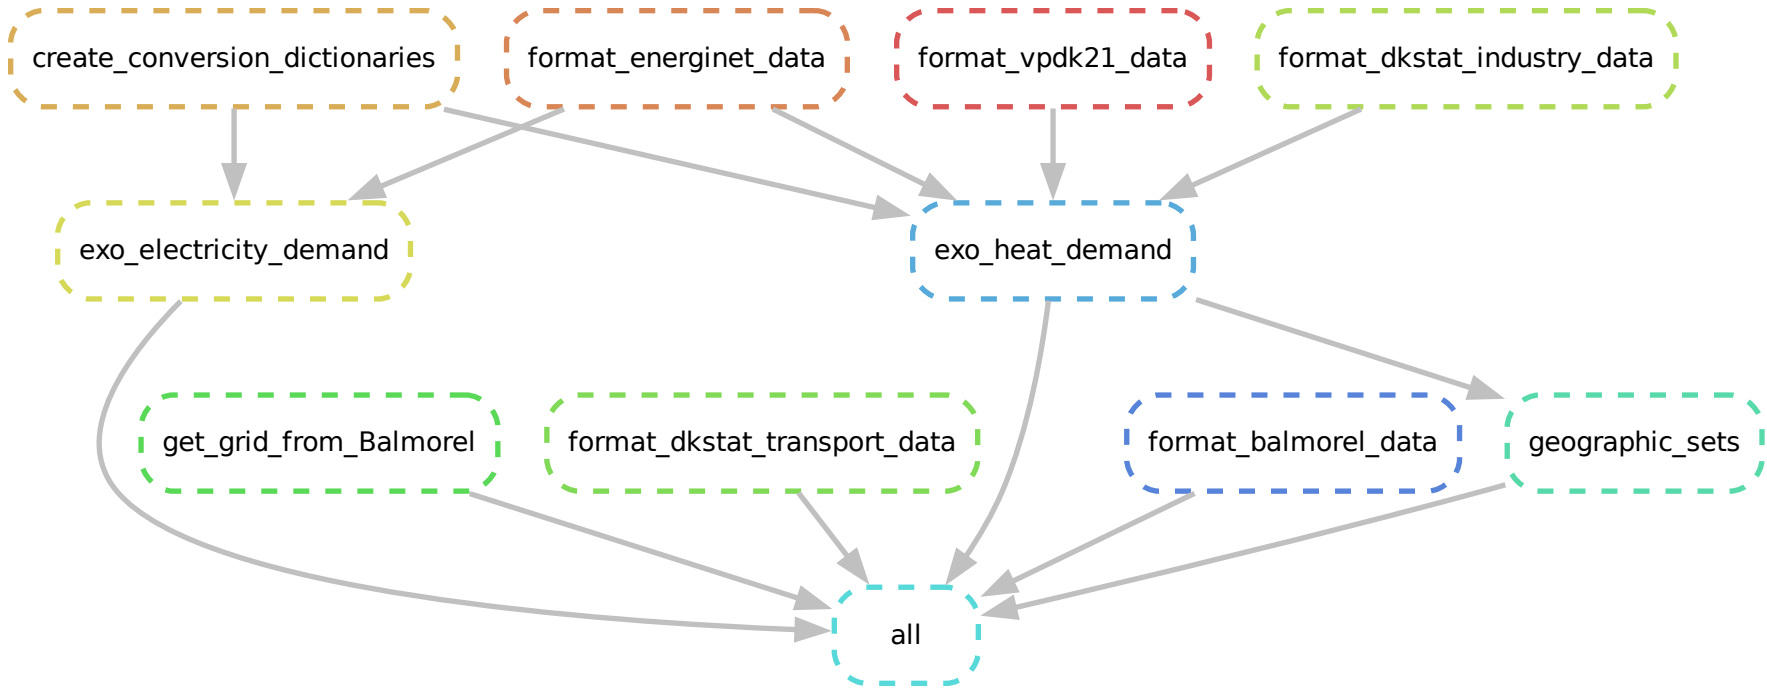 create_conversion_dictionaries
format_energinet_data
format_vpdk21_data
format_dkstat_industry_data
exo_electricity_demand
exo_heat_demand
get_grid_from_Balmorel
format_dkstat_transport_data
format_balmorel_data
geographic_sets
all